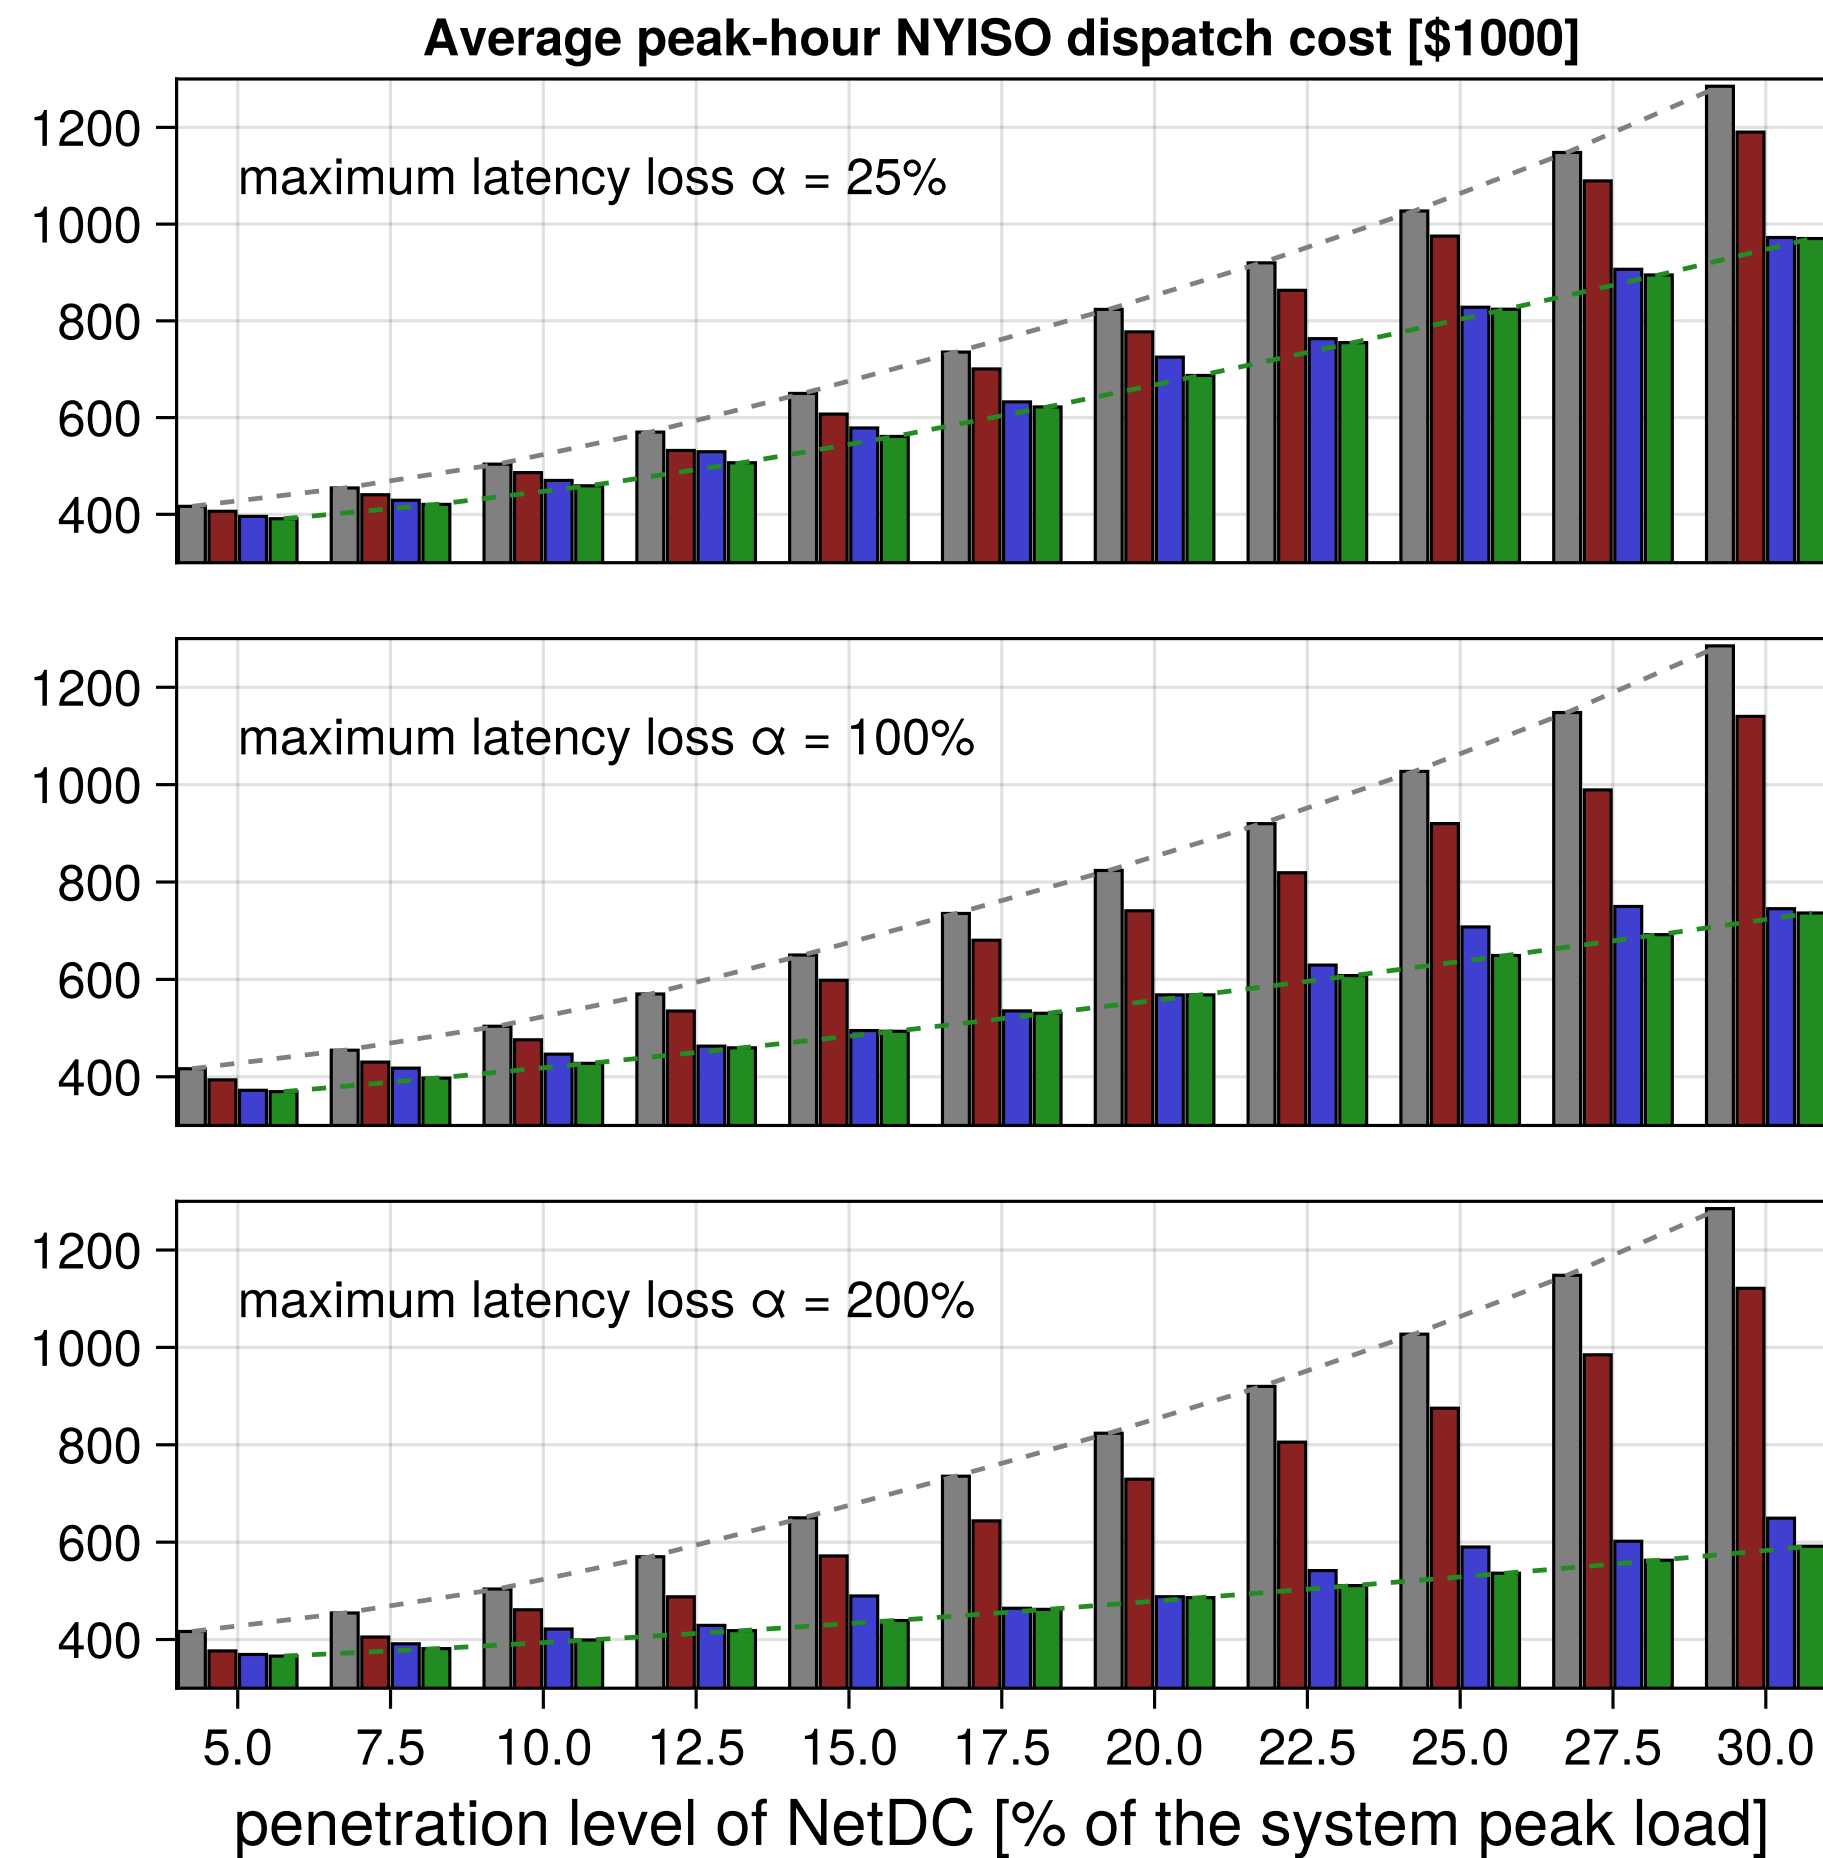 Average peak-hour NYISO dispatch cost [$1000]
1200
maximum latency loss α = 25%
1000
800
600
400
1200
maximum latency loss α = 100%
1000
800
600
400
1200
maximum latency loss α = 200%
1000
800
600
400
5.0 7.5 10.0 12.5 15.0 17.5 20.0 22.5 25.0 27.5 30.0
penetration level of NetDC [% of the system peak load]